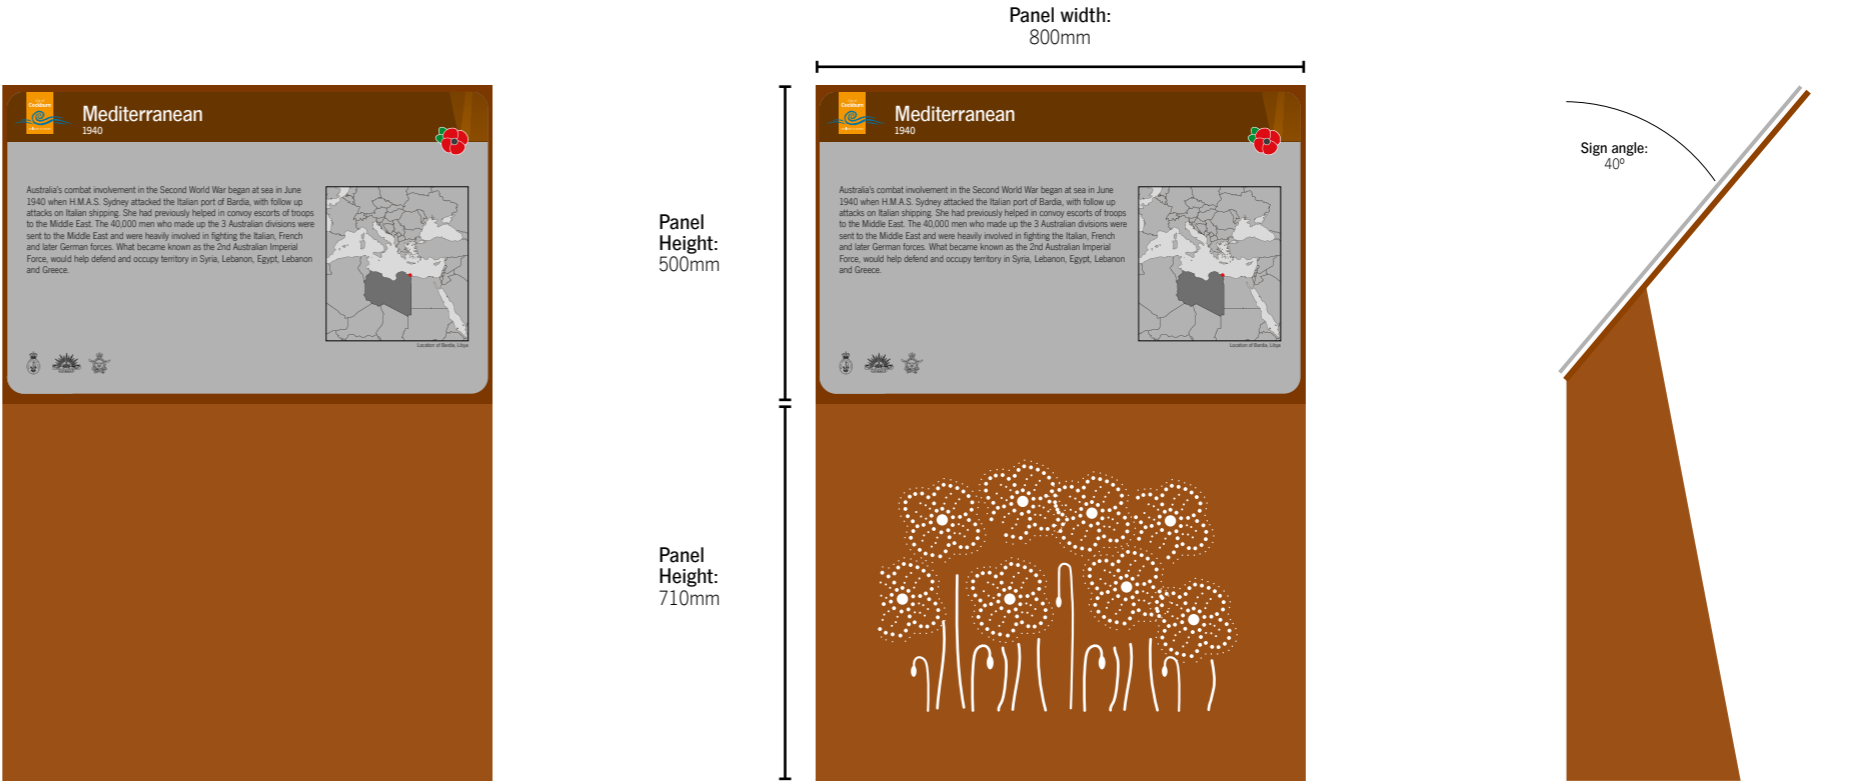 Panel width:
800mm
Cockburn
Mediterranean
1940
Australia's combat involvement in the Second World War began at sea in June
1940 when H.M.A.S. Sydney attacked the Italian port of Bardia, with follow up
attacks on Italian shipping. She had previously helped in convoy escorts of troops
to the Middle East. The 40,000 men who made up the 3 Australian divisions were
sent to the Middle East and were heavily involved in fighting the Italian, French
and later German forces. What became known as the 2nd Australian Imperial
Force, would help defend and occupy territory in Syria, Lebanon, Egypt, Lebanon
and Greece.
Location of Bardia, Libya
Panel
Height:
500mm
Panel
Height:
710mm
Cockburn
Mediterranean
1940
Australia's combat involvement in the Second World War began at sea in June
1940 when H.M.A.S. Sydney attacked the Italian port of Bardia, with follow up
attacks on Italian shipping. She had previously helped in convoy escorts of troops
to the Middle East. The 40,000 men who made up the 3 Australian divisions were
sent to the Middle East and were heavily involved in fighting the Italian, French
and later German forces. What became known as the 2nd Australian Imperial
Force, would help defend and occupy territory in Syria, Lebanon, Egypt, Lebanon
and Greece.
Location of Bardia, Libya
Sign angle:
40º